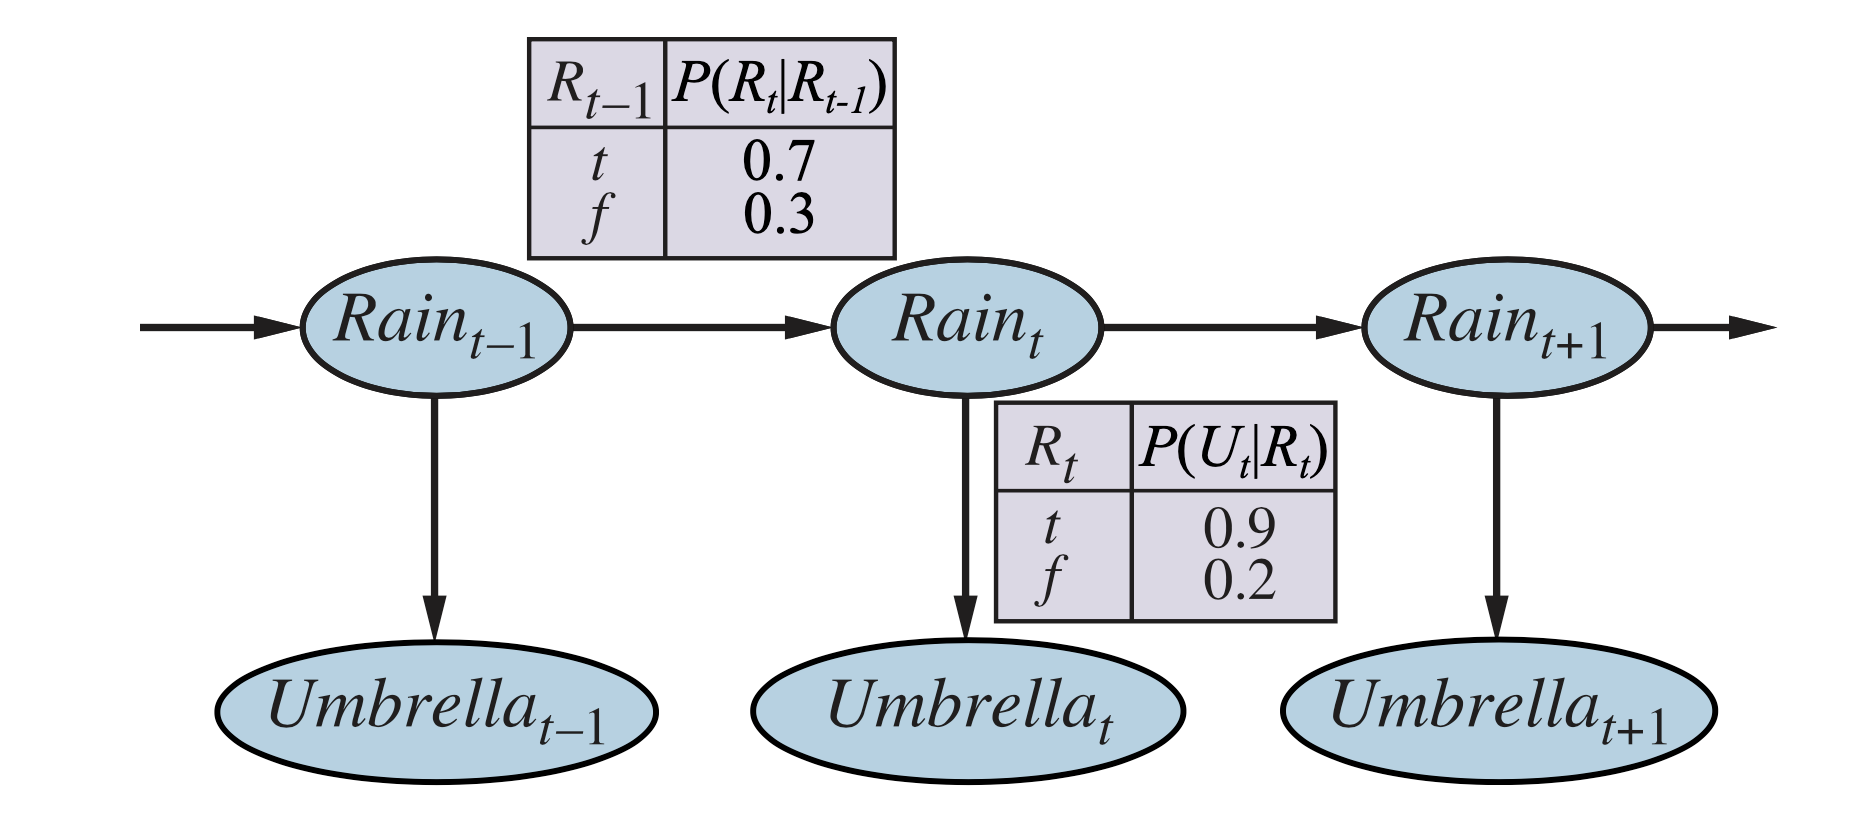 R_{t-1} P(R_t|R_{t-1})
t 0.7
f 0.3
Rain_{t-1} Rain_t Rain_{t+1}
R_t P(U_t|R_t)
t 0.9
f 0.2
Umbrella_{t-1} Umbrella_t Umbrella_{t+1}